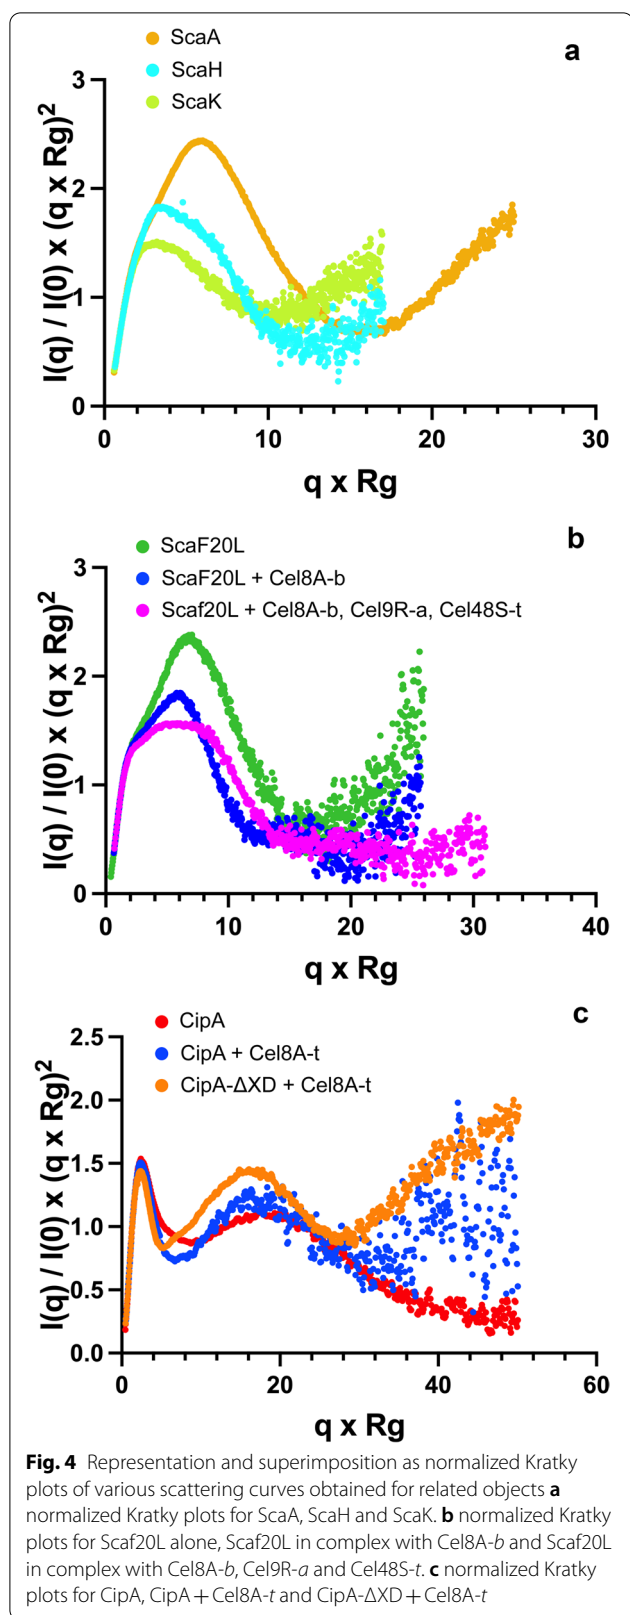 ScaA
ScaH
ScaK
a
I(q) / I(0) x (q x Rg)²
3
2
1
0
0 10 20 30
q x Rg
ScaF20L
ScaF20L + Cel8A-b
Scaf20L + Cel8A-b, Cel9R-a, Cel48S-t
b
I(q) / I(0) x (q x Rg)²
3
2
1
0
0 10 20 30 40
q x Rg
CipA
CipA + Cel8A-t
CipA-ΔXD + Cel8A-t
c
I(q) / I(0) x (q x Rg)²
2.5
2.0
1.5
1.0
0.5
0.0
0 20 40 60
q x Rg
Fig. 4 Representation and superimposition as normalized Kratky
plots of various scattering curves obtained for related objects a
normalized Kratky plots for ScaA, ScaH and ScaK. b normalized Kratky
plots for Scaf20L alone, Scaf20L in complex with Cel8A-b and Scaf20L
in complex with Cel8A-b, Cel9R-a and Cel48S-t. c normalized Kratky
plots for CipA, CipA + Cel8A-t and CipA-ΔXD + Cel8A-t